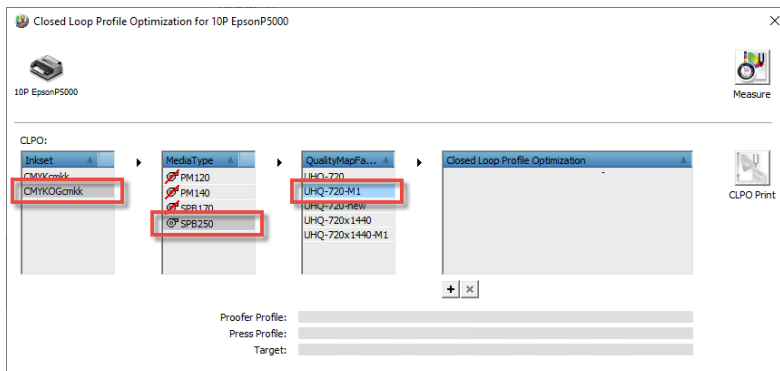 Closed Loop Profile Optimization for 10P EpsonP5000
10P EpsonP5000
Measure
CLPO:
Inkset
MediaType
QualityMapFa...
Closed Loop Profile Optimization
CMYKcmkk
PM120
UHQ-720
CMYKOGcmkk
PM140
UHQ-720-M1
SPB170
UHQ-720-new
SPB250
UHQ-720x1440
UHQ-720x1440-M1
CLPO Print
Proofer Profile:
Press Profile:
Target: